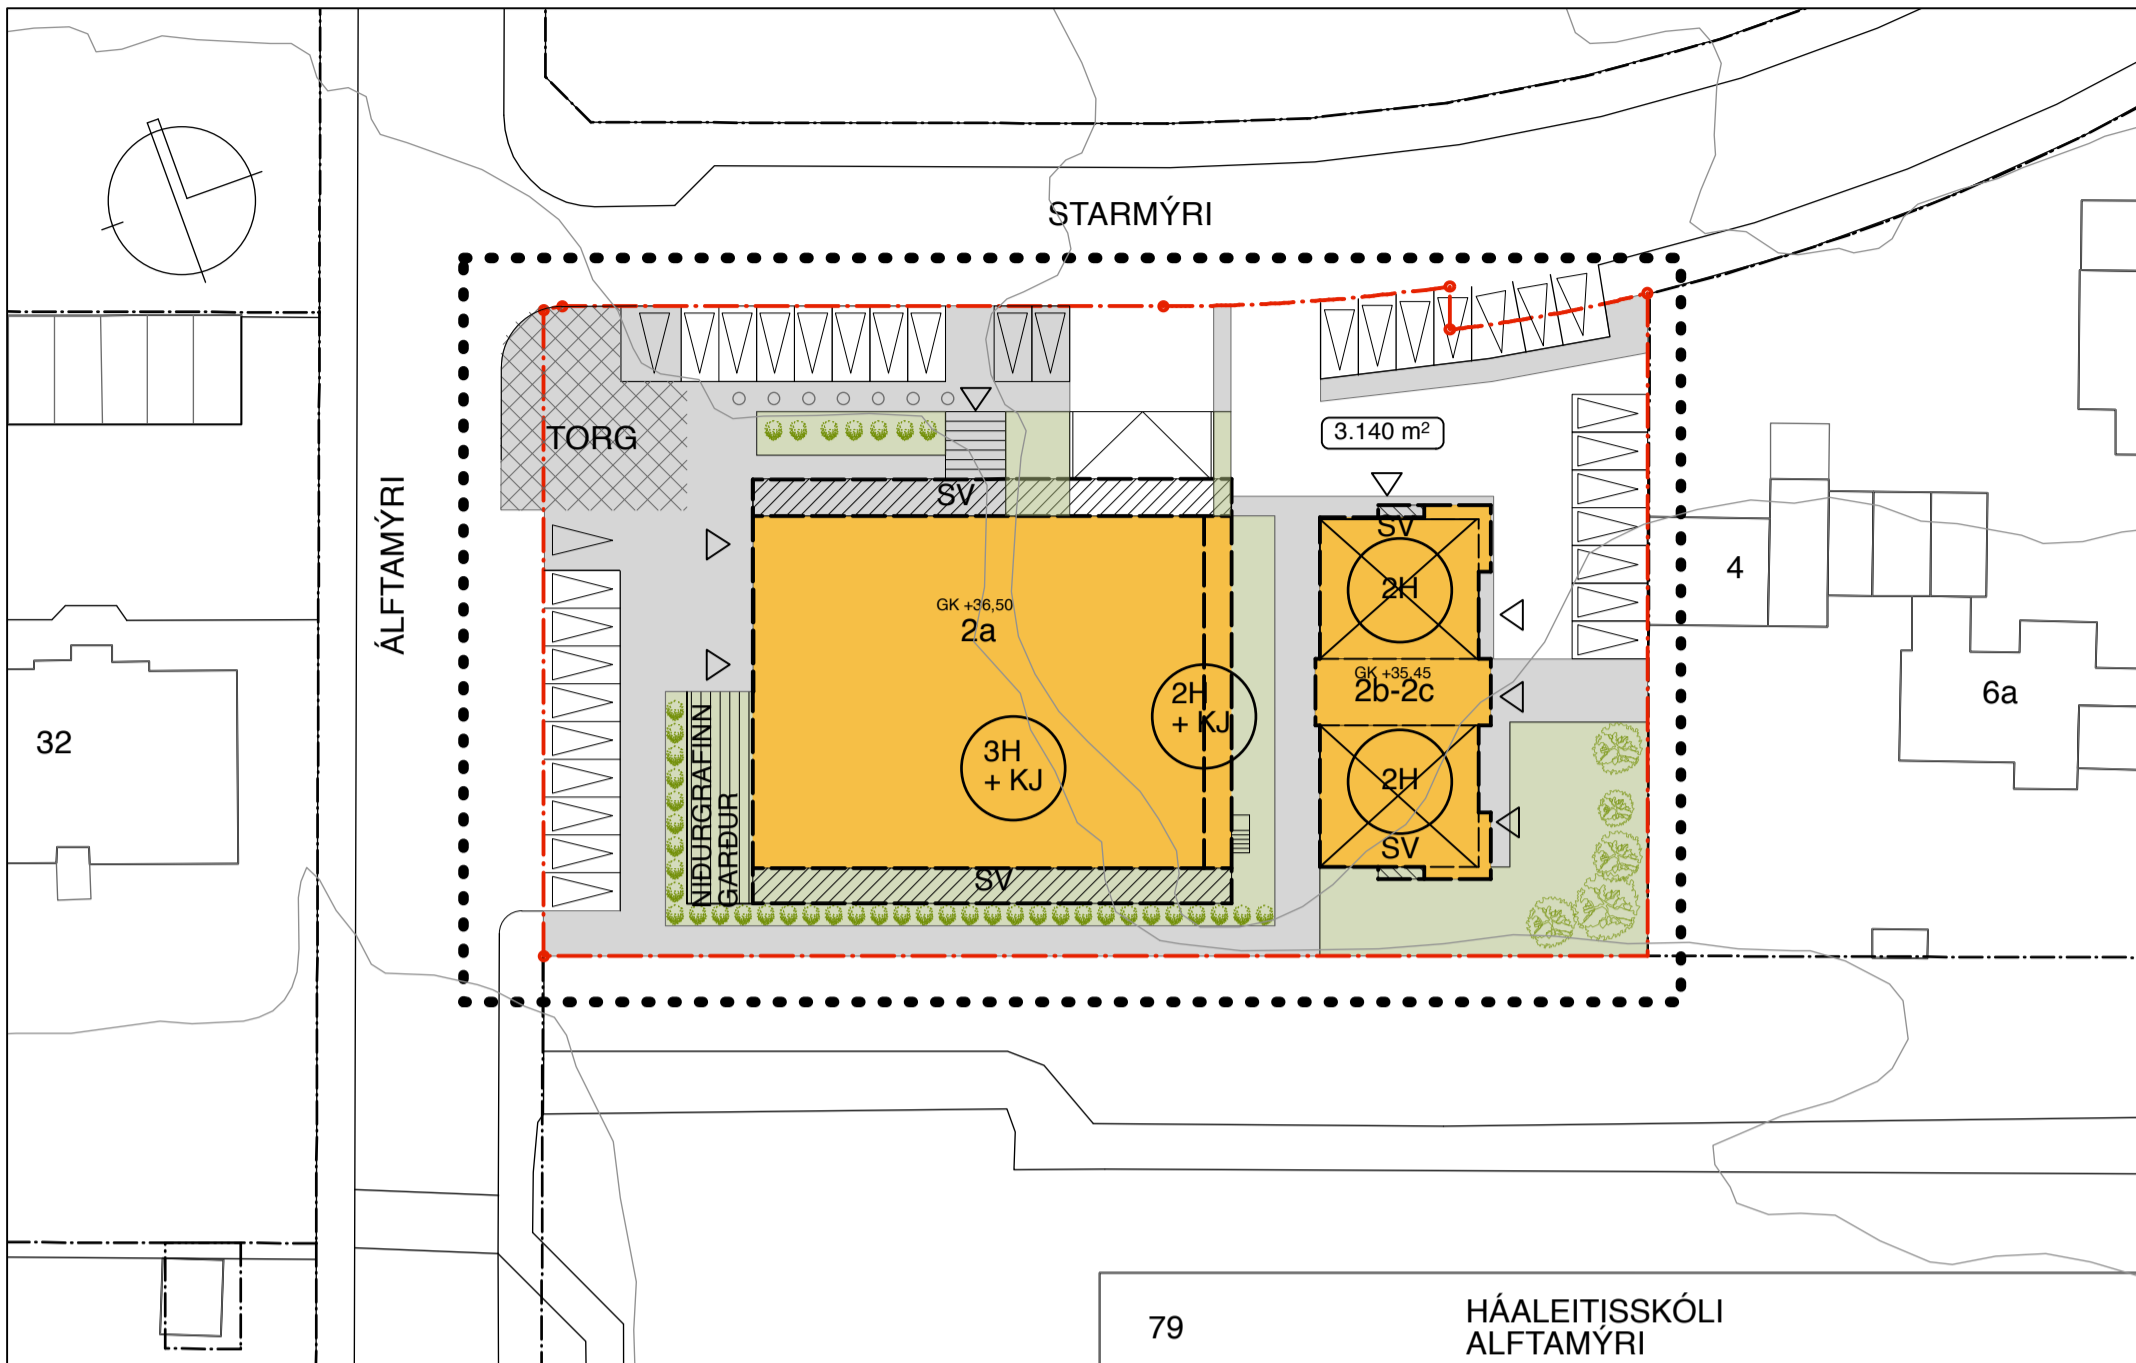 STARMÝRI
TORG
3.140 m²
ÁLFTAMÝRI
SV
SV
GK +36,50
2a
2H
4
GK +35,45
2b-2c
2H
+ KJ
6a
32
3H
+ KJ
2H
NIÐURGRAFINN
GARÐUR
SV
SV
79
HÁALEITISSKÓLI
ALFTAMÝRI